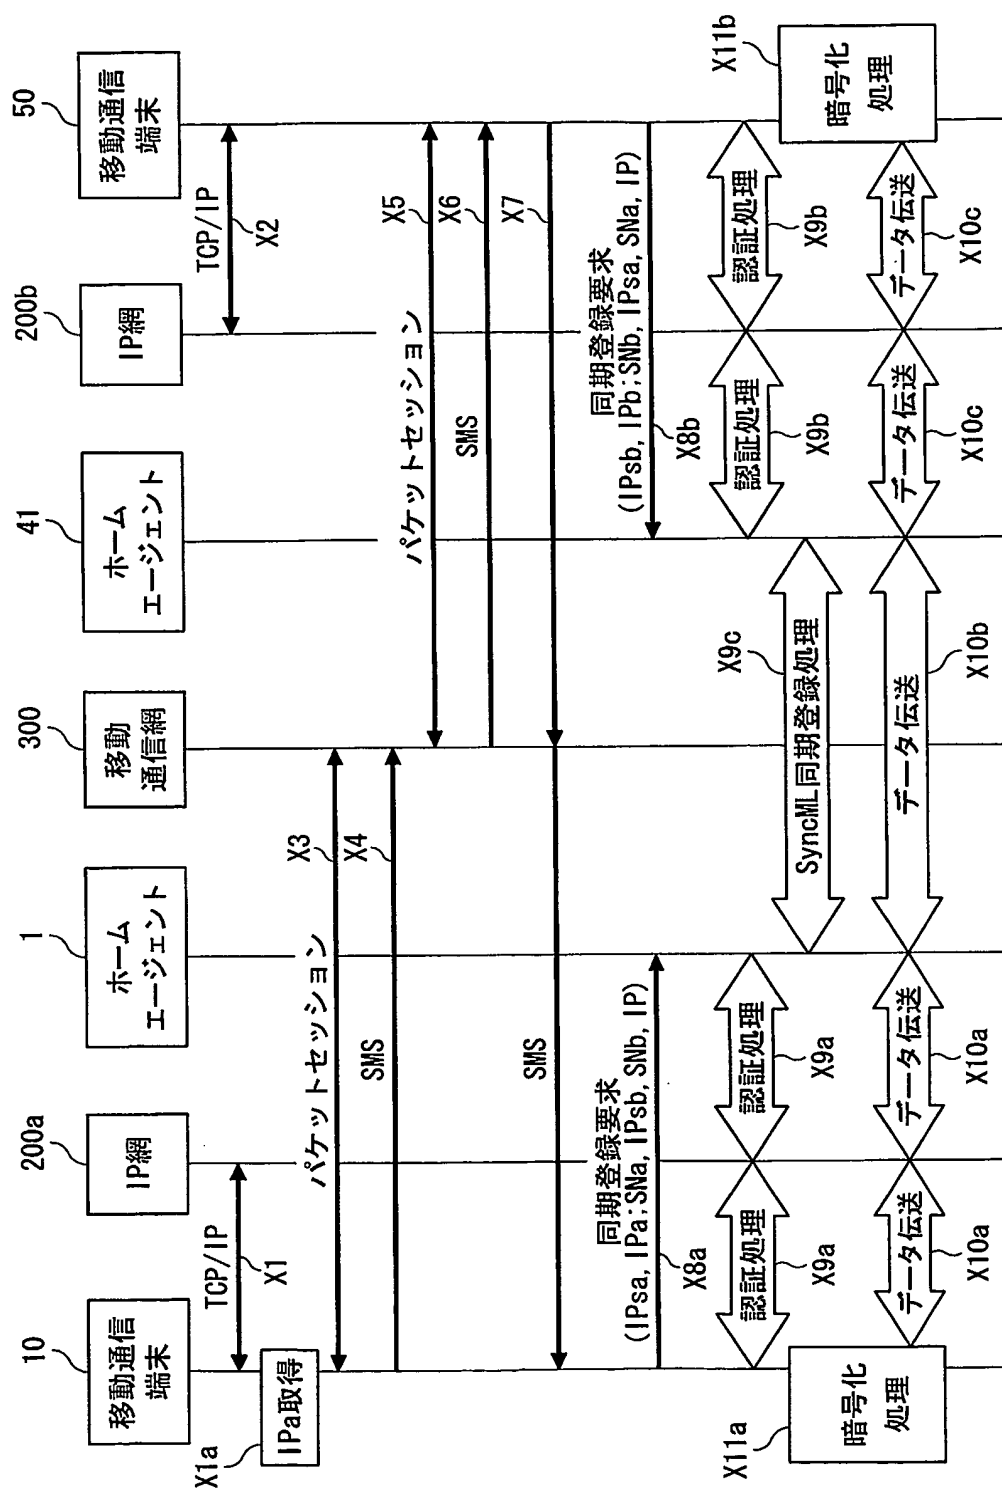 10
移動通信
端末
200a
IP網
1
ホーム
エージェント
300
移動
通信網
41
ホーム
エージェント
200b
IP網
50
移動通信
端末
TCP/IP
X1
TCP/IP
X2
X1a
IPa取得
パケットセッション
X3
SMS
X4
パケットセッション
X5
SMS
X6
SMS
X7
同期登録要求
(IPsa, IPa;SNa, IPsb, SNb, IP)
X8a
同期登録要求
(IPsb, IPb;SNb, IPsa, SNa, IP)
X8b
認証処理
X9a
認証処理
X9a
認証処理
X9b
認証処理
X9b
SyncML同期登録処理
X9c
データ伝送
X10a
データ伝送
X10a
データ伝送
X10b
データ伝送
X10c
データ伝送
X10c
X11a
暗号化
処理
X11b
暗号化
処理